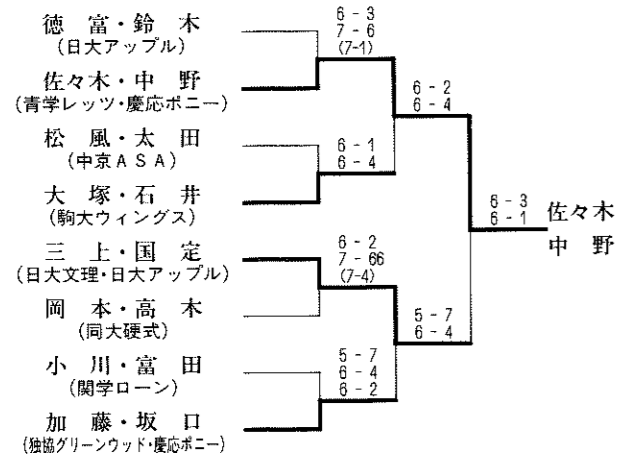 徳　富・鈴　木
(日大アップル)
6 - 3
7 - 6
(7-1)
佐々木・中　野
(青学レッツ・慶応ポニー)
6 - 2
6 - 4
松　風・太　田
(中京ＡＳＡ)
6 - 1
6 - 4
大　塚・石　井
(駒大ウィングス)
6 - 3
6 - 1
佐々木
中　野
三　上・国　定
(日大文理・日大アップル)
6 - 2
7 - 66
(7-4)
岡　本・高　木
(同大硬式)
5 - 7
6 - 4
小　川・富　田
(関学ローン)
5 - 7
6 - 4
6 - 2
加　藤・坂　口
(独協グリーンウッド・慶応ポニー)